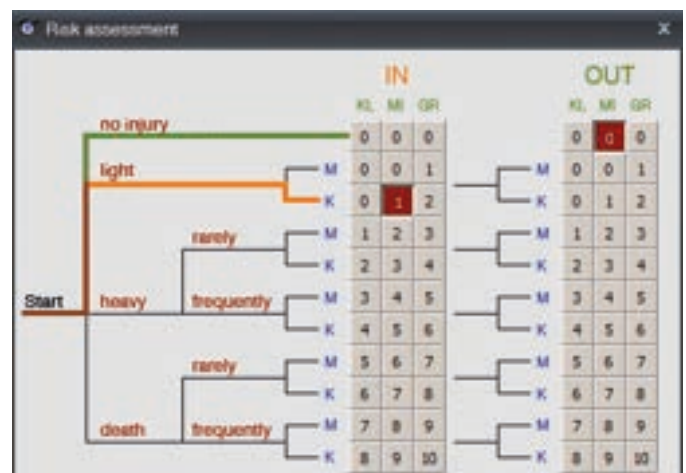 Risk assessment x
IN OUT
KL MI GR KL MI GR
no injury 0 0 0 0 0 0
light M 0 0 1 M 0 0 1
K 0 1 2 K 0 1 2
rarely M 1 2 3 M 1 2 3
K 2 3 4 K 2 3 4
Start heavy frequently M 3 4 5 M 3 4 5
K 4 5 6 K 4 5 6
rarely M 5 6 7 M 5 6 7
K 6 7 8 K 6 7 8
death frequently M 7 8 9 M 7 8 9
K 8 9 10 K 8 9 10